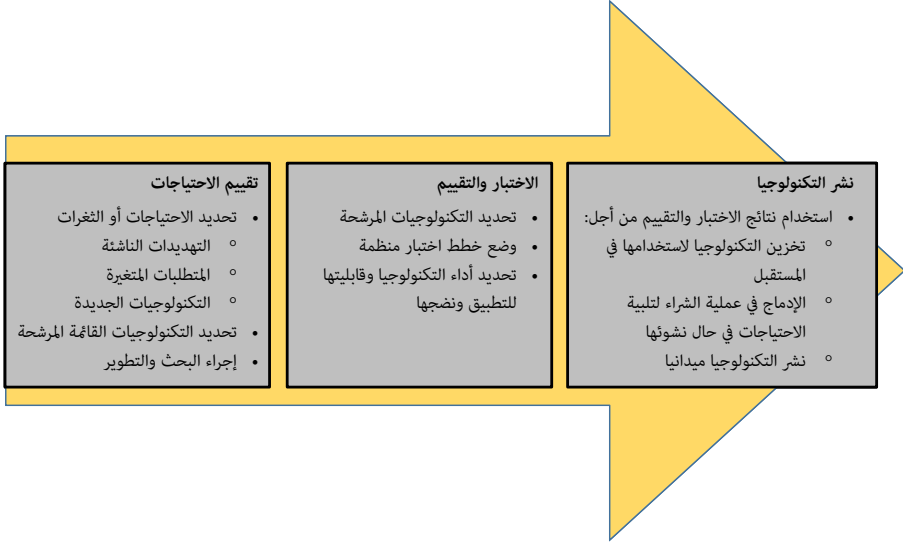 تقييم الاحتياجات
• تحديد الاحتياجات أو الثغرات
○ التهديدات الناشئة
○ المتطلبات المتغيرة
○ التكنولوجيات الجديدة
• تحديد التكنولوجيات القائمة المرشحة
• إجراء البحث والتطوير
الاختبار والتقييم
• تحديد التكنولوجيات المرشحة
• وضع خطط اختبار منظمة
• تحديد أداء التكنولوجيا وقابليتها
للتطبيق ونضجها
نشر التكنولوجيا
• استخدام نتائج الاختبار والتقييم من أجل:
○ تخزين التكنولوجيا لاستخدامها في
المستقبل
○ الإدماج في عملية الشراء لتلبية
الاحتياجات في حال نشوئها
○ نشر التكنولوجيا ميدانيا